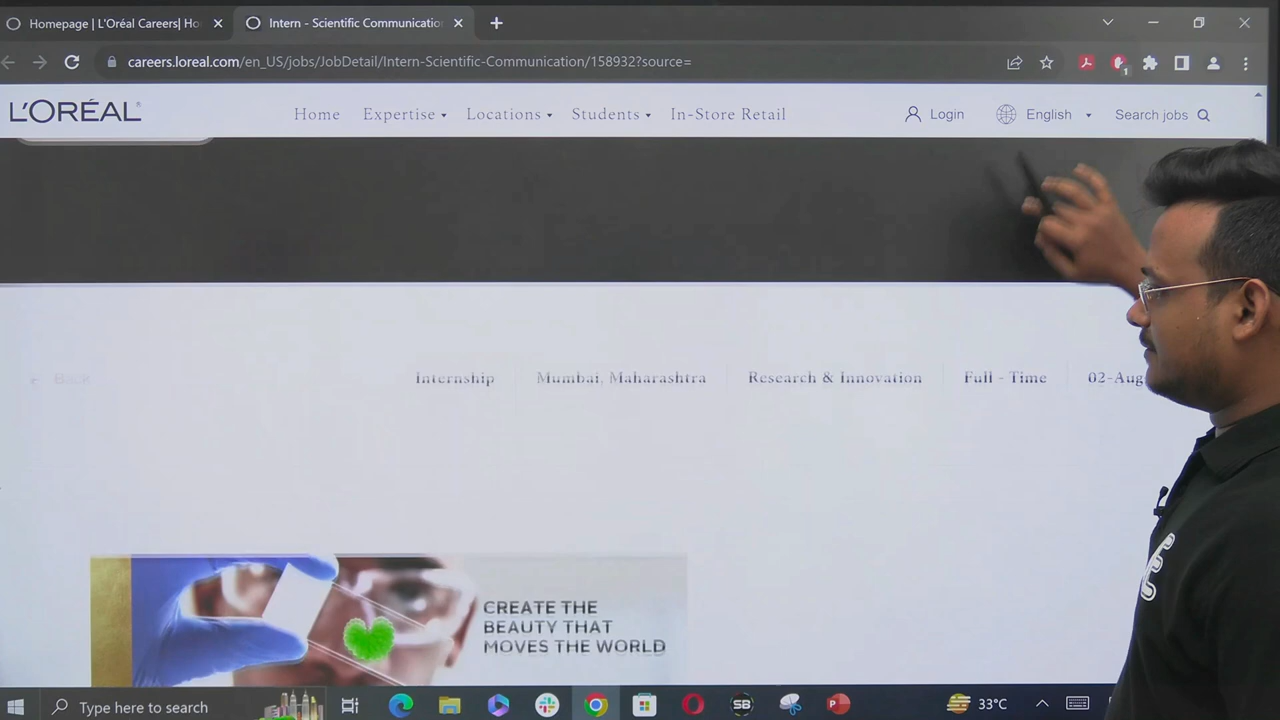 Homepage | L'Oréal Careers| Ho
Intern - Scientific Communicatio
careers.loreal.com/en_US/jobs/JobDetail/Intern-Scientific-Communication/158932?source=
1
L'ORÉAL
Home
Expertise
Locations
Students
In-Store Retail
Login
English
Search jobs
Back
Internship
Mumbai, Maharashtra
Research & Innovation
Full - Time
02-Aug
CREATE THE
BEAUTY THAT
MOVES THE WORLD
Type here to search
SB
P
33°C